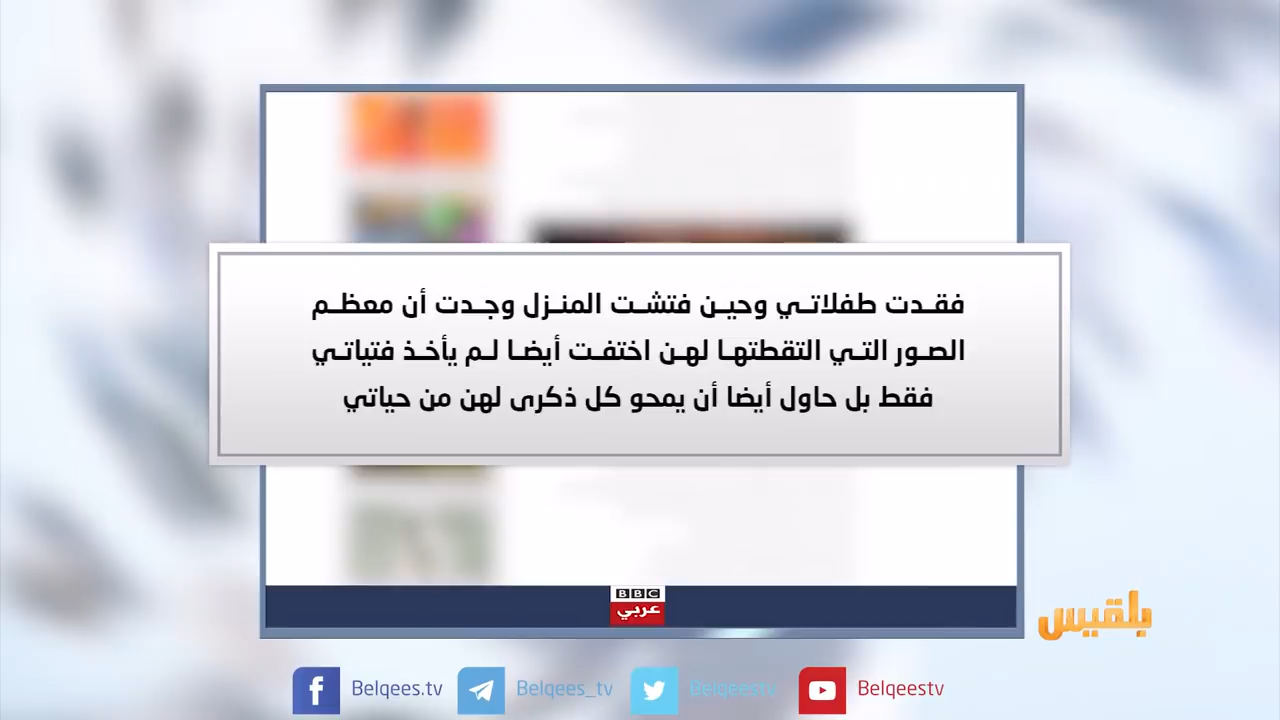 فقدت طفلاتي وحين فتشت المنزل وجدت أن معظم
الصور التي التقطتها لهن اختفت أيضا لم يأخذ فتياتي
فقط بل حاول أيضا أن يمحو كل ذكرى لهن من حياتي
BBC
عربي
بلقيس
Belqees.tv
Belqees_tv
Belqeestv
Belqeestv